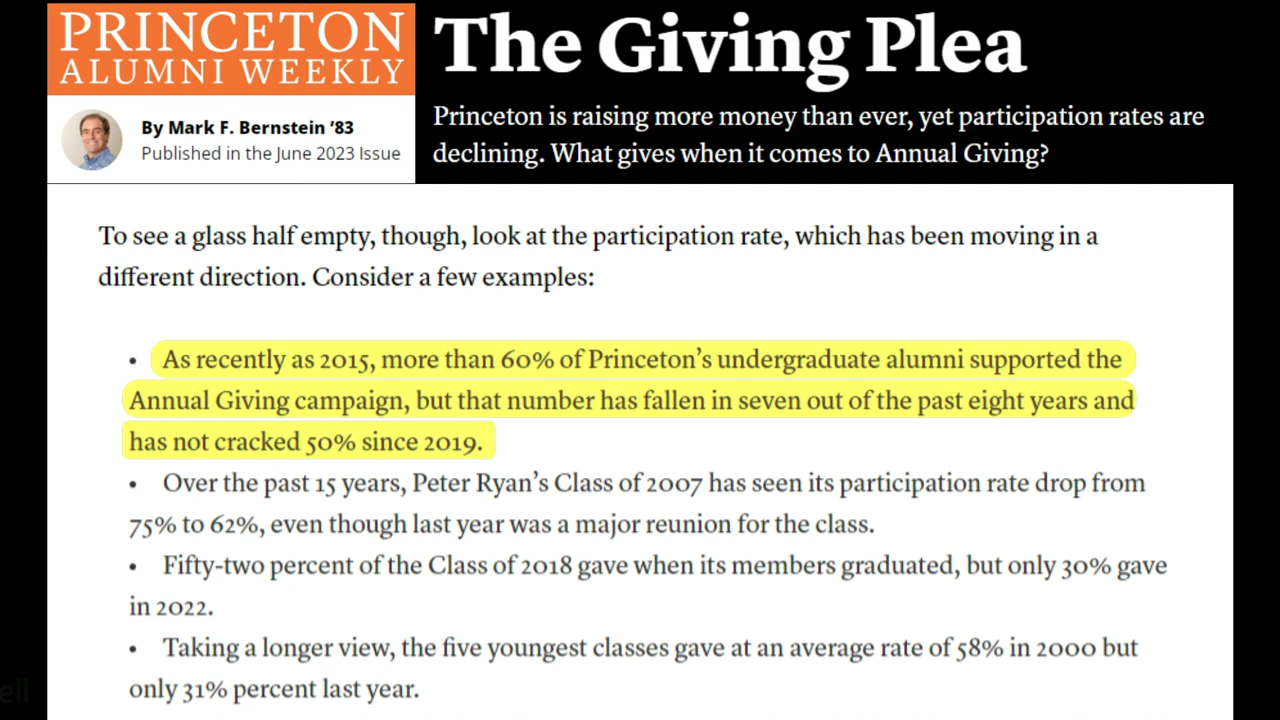 PRINCETON
ALUMNI WEEKLY
By Mark F. Bernstein ’83
Published in the June 2023 Issue
The Giving Plea
Princeton is raising more money than ever, yet participation rates are
declining. What gives when it comes to Annual Giving?
To see a glass half empty, though, look at the participation rate, which has been moving in a
different direction. Consider a few examples:
• As recently as 2015, more than 60% of Princeton’s undergraduate alumni supported the
Annual Giving campaign, but that number has fallen in seven out of the past eight years and
has not cracked 50% since 2019.
• Over the past 15 years, Peter Ryan’s Class of 2007 has seen its participation rate drop from
75% to 62%, even though last year was a major reunion for the class.
• Fifty-two percent of the Class of 2018 gave when its members graduated, but only 30% gave
in 2022.
• Taking a longer view, the five youngest classes gave at an average rate of 58% in 2000 but
only 31% percent last year.